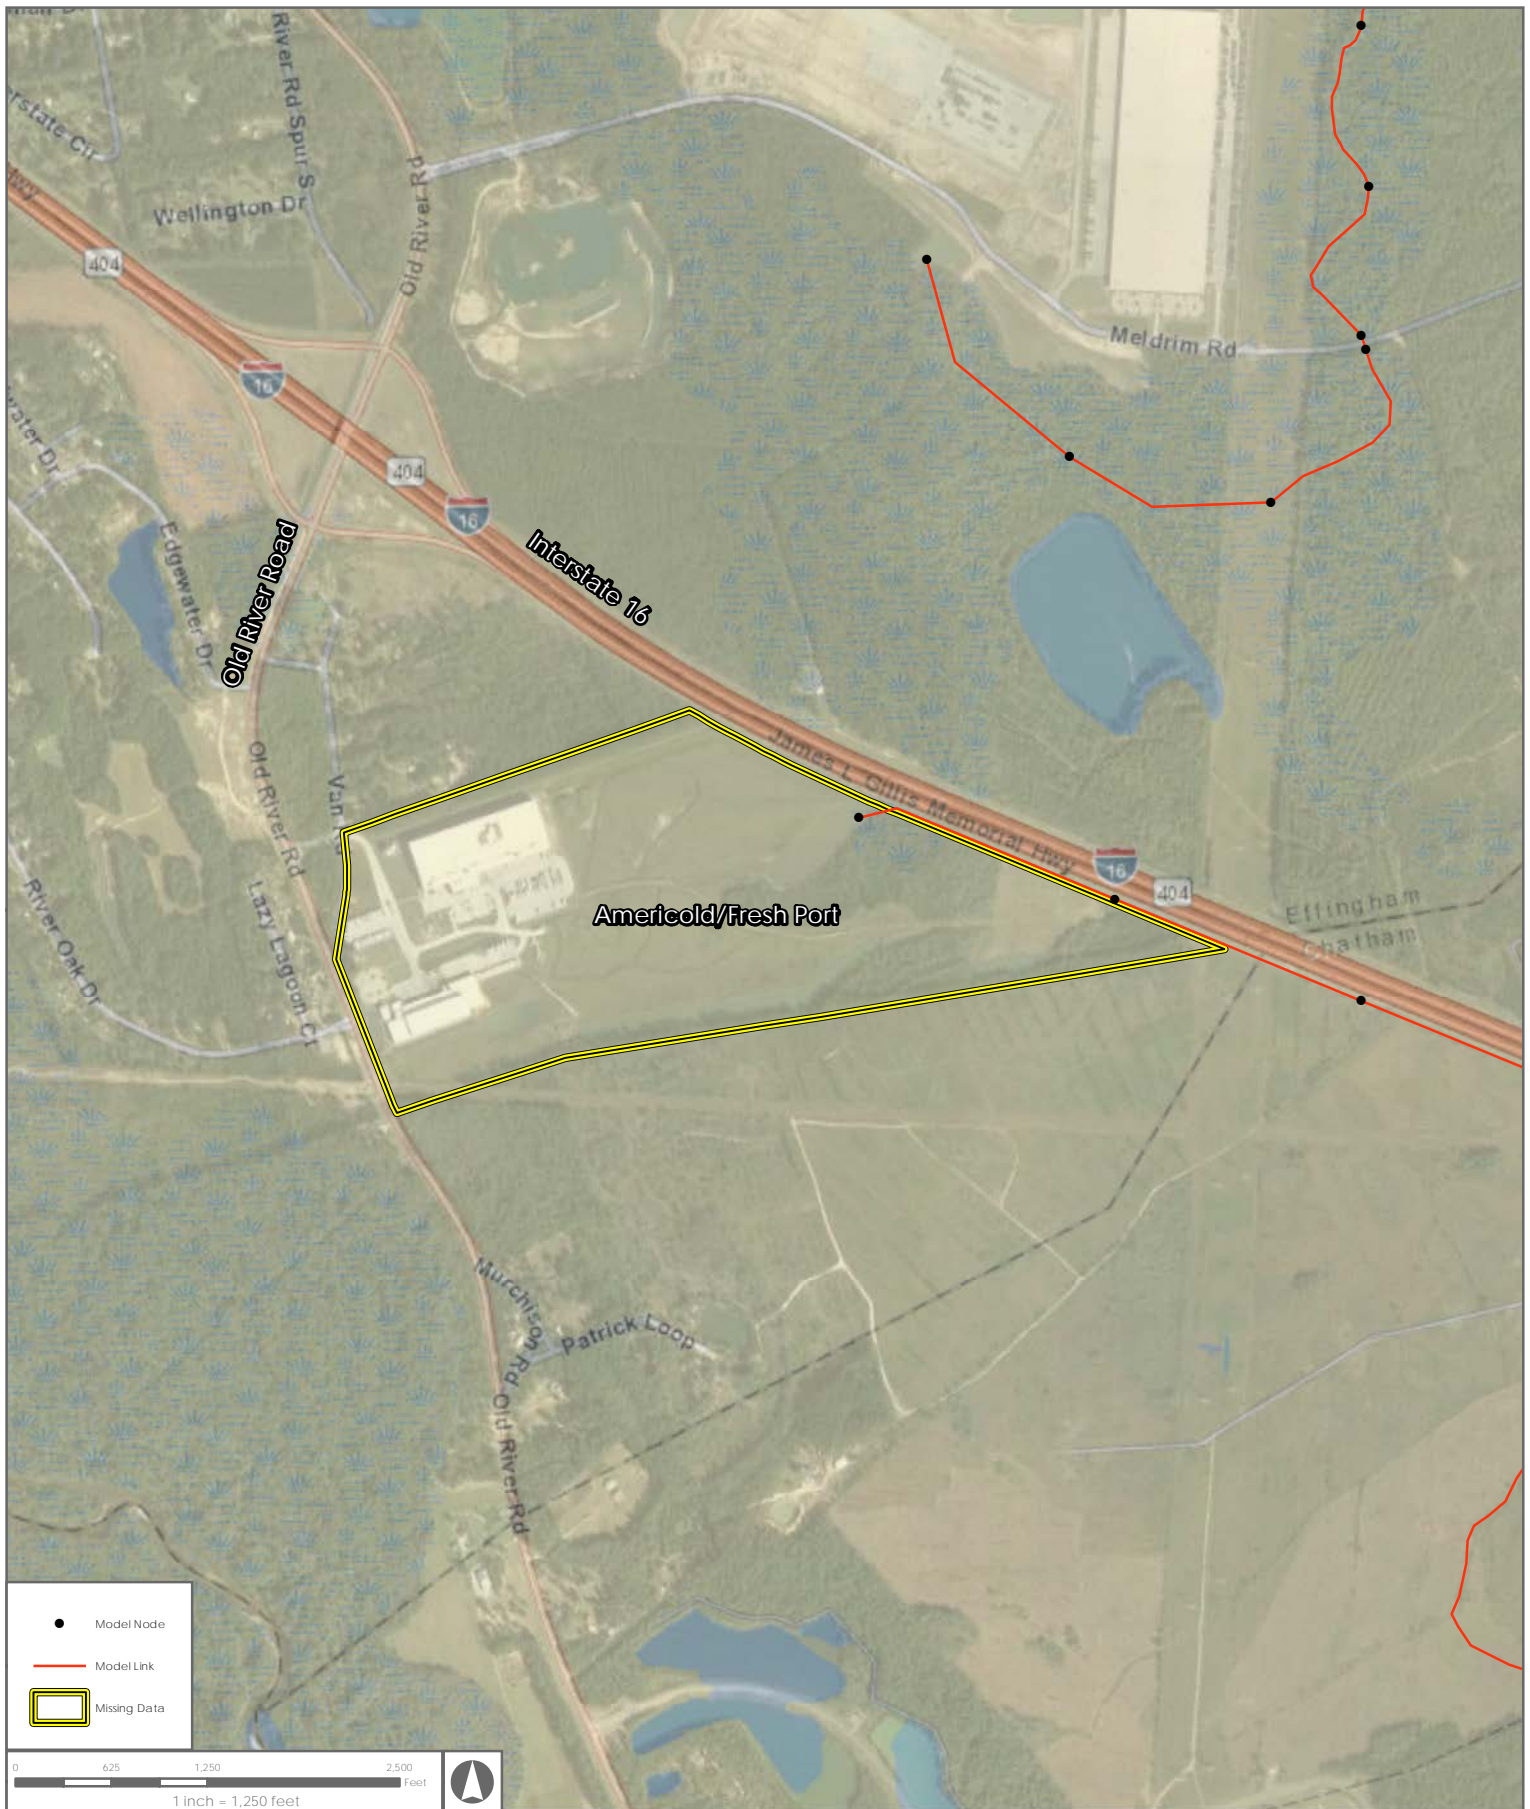 River Rd Spur S
Wellington Dr
Old River Rd
404
16
Meldrim Rd
404
16
Interstate 16
Edgewater Dr
Old River Road
James L Gillis Memorial Hwy
Old River Rd
16
404
Effingham
Chatham
Americold/Fresh Port
River Oak Dr
Lazy Lagoon Ct
Murchison Rd
Patrick Loop
Old River Rd
Model Node
Model Link
Missing Data
0 625 1,250 2,500
Feet
1 inch = 1,250 feet